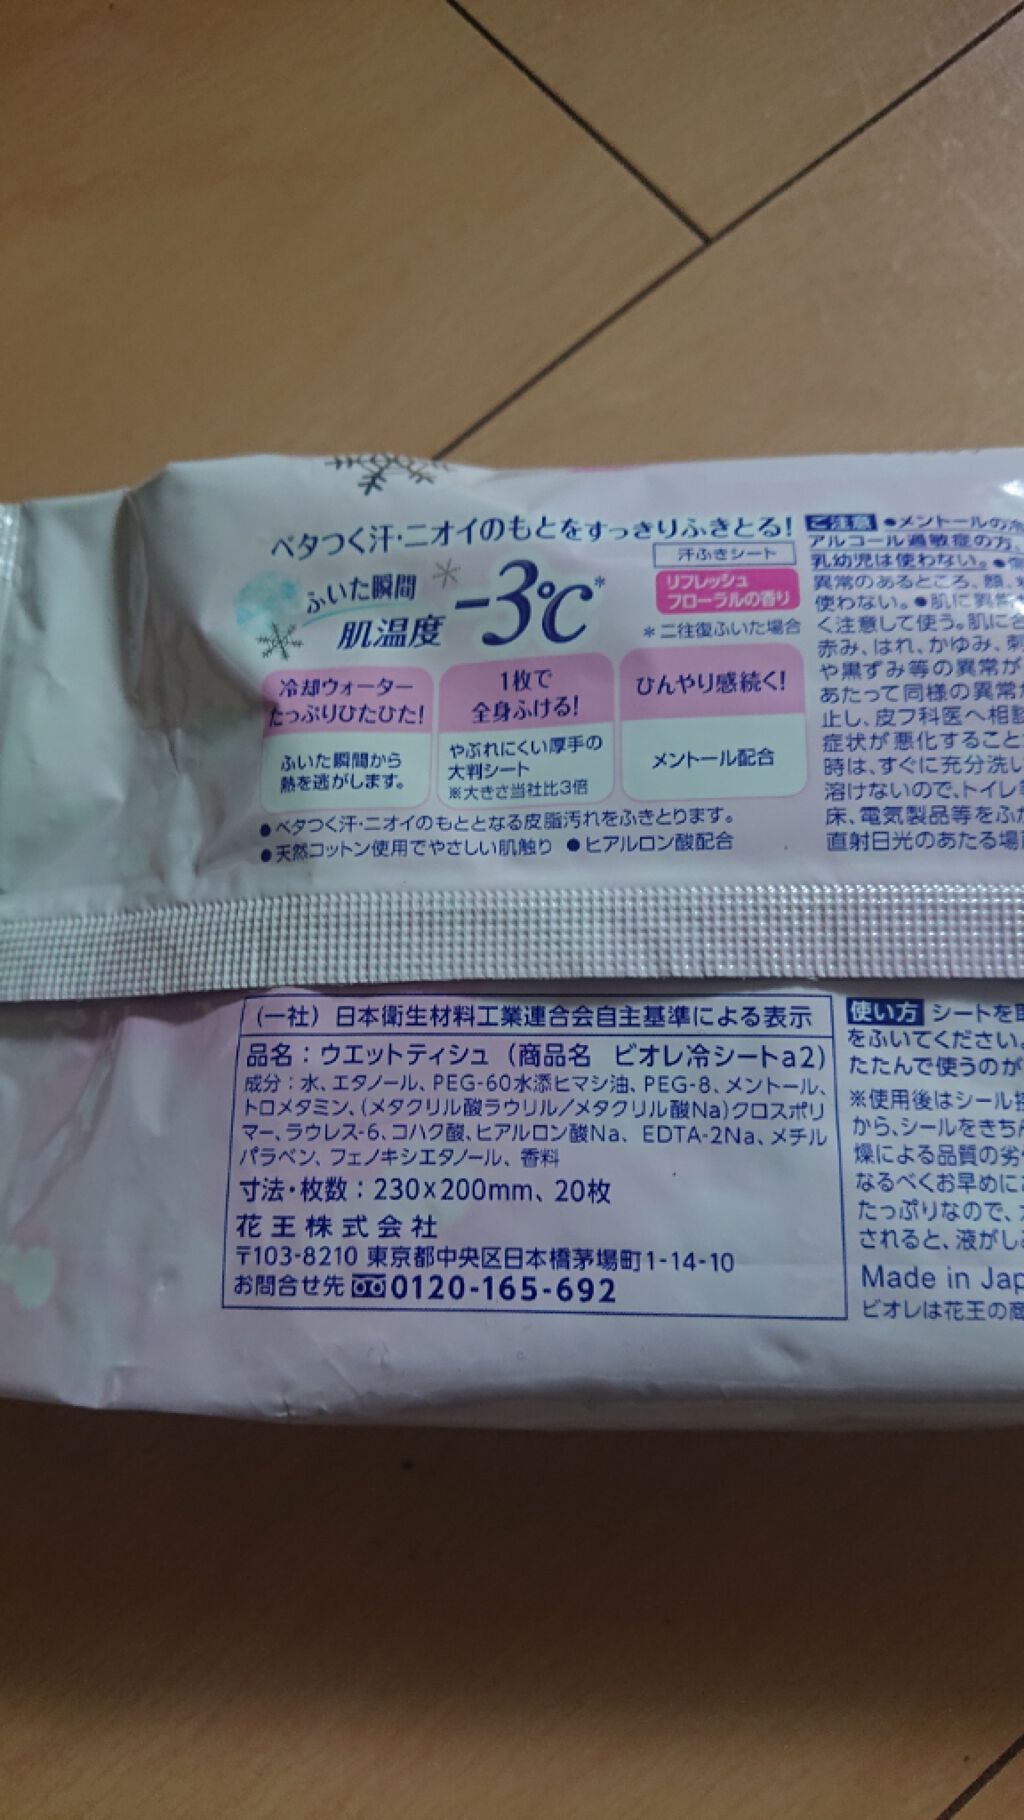 ベタつく汗・ニオイのもとをすっきりふきとる!
ふいた瞬間
肌温度
-3℃*
汗ふきシート
リフレッシュ
フローラルの香り
*二往復ふいた場合
冷却ウォーター
たっぷりひたひた!
ふいた瞬間から
熱を逃がします。
1枚で
全身ふける!
やぶれにくい厚手の
大判シート
※大きさ当社比3倍
ひんやり感続く!
メントール配合
●ベタつく汗・ニオイのもととなる皮脂汚れをふきとります。
●天然コットン使用でやさしい肌触り ●ヒアルロン酸配合
ご注意 ●メントールの
アルコール過敏症の方、
乳幼児は使わない。●
異常のあるところ、顔、
使わない。●肌に異常
く注意して使う。肌に合
赤み、はれ、かゆみ、刺
や黒ずみ等の異常が
あたって同様の異常が
止し、皮フ科医へ相談
症状が悪化すること
時は、すぐに充分洗い
溶けないので、トイレ
床、電気製品等をふか
直射日光のあたる場
(一社)日本衛生材料工業連合会自主基準による表示
品名:ウエットティシュ(商品名 ビオレ冷シートa2)
成分:水、エタノール、PEG-60水添ヒマシ油、PEG-8、メントール、
トロメタミン、(メタクリル酸ラウリル/メタクリル酸Na)クロスポリ
マー、ラウレス-6、コハク酸、ヒアルロン酸Na、EDTA-2Na、メチル
パラベン、フェノキシエタノール、香料
寸法・枚数:230×200mm、20枚
花王株式会社
〒103-8210 東京都中央区日本橋茅場町1-14-10
お問合せ先 0120-165-692
使い方 シートを
をふいてください。
たたんで使うのが
※使用後はシール
から、シールをきち
燥による品質の劣
なるべくお早めに
たっぷりなので、
されると、液がし
Made in Jap
ビオレは花王の商